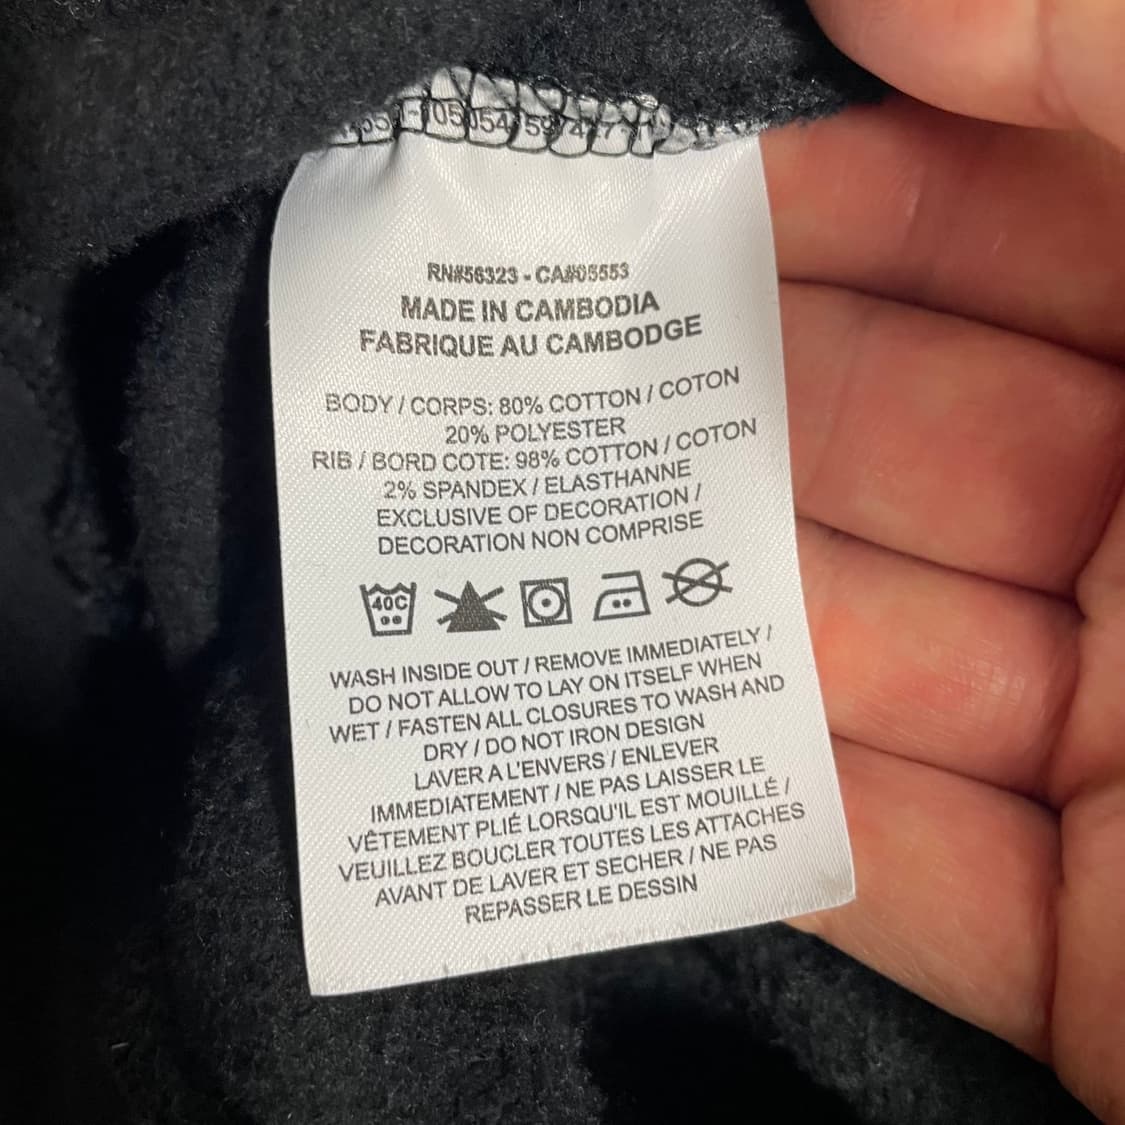 RN#56323 - CA#05553
MADE IN CAMBODIA
FABRIQUE AU CAMBODGE
BODY / CORPS: 80% COTTON / COTON
20% POLYESTER
RIB / BORD COTE: 98% COTTON / COTON
2% SPANDEX / ELASTHANNE
EXCLUSIVE OF DECORATION /
DECORATION NON COMPRISE
40C
WASH INSIDE OUT / REMOVE IMMEDIATELY /
DO NOT ALLOW TO LAY ON ITSELF WHEN
WET / FASTEN ALL CLOSURES TO WASH AND
DRY / DO NOT IRON DESIGN
LAVER A L'ENVERS / ENLEVER
IMMEDIATEMENT / NE PAS LAISSER LE
VÊTEMENT PLIÉ LORSQU'IL EST MOUILLÉ /
VEUILLEZ BOUCLER TOUTES LES ATTACHES
AVANT DE LAVER ET SECHER / NE PAS
REPASSER LE DESSIN